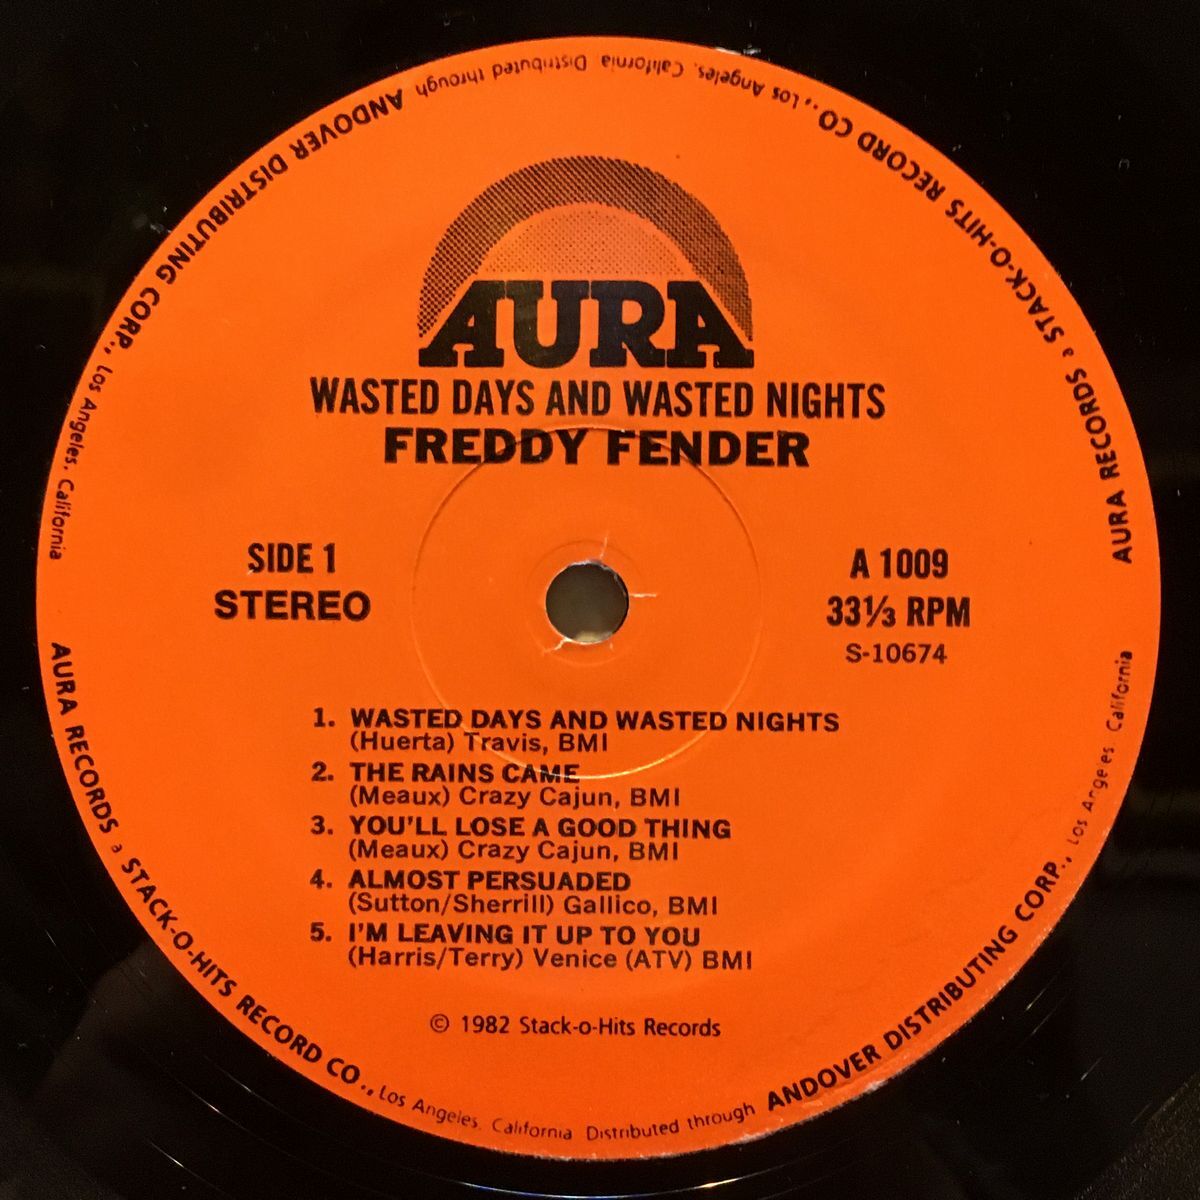 AURA
WASTED DAYS AND WASTED NIGHTS
FREDDY FENDER
SIDE 1
STEREO
A 1009
33⅓ RPM
S-10674
1. WASTED DAYS AND WASTED NIGHTS
(Huerta) Travis, BMI
2. THE RAINS CAME
(Meaux) Crazy Cajun, BMI
3. YOU'LL LOSE A GOOD THING
(Meaux) Crazy Cajun, BMI
4. ALMOST PERSUADED
(Sutton/Sherrill) Gallico, BMI
5. I'M LEAVING IT UP TO YOU
(Harris/Terry) Venice (ATV) BMI
© 1982 Stack-o-Hits Records
AURA RECORDS a STACK-O-HITS RECORD CO., Los Angeles, California Distributed through ANDOVER DISTRIBUTING CORP., Los Angeles, California
AURA RECORDS a STACK-O-HITS RECORD CO., Los Angeles, California Distributed through ANDOVER DISTRIBUTING CORP., Los Angeles, California